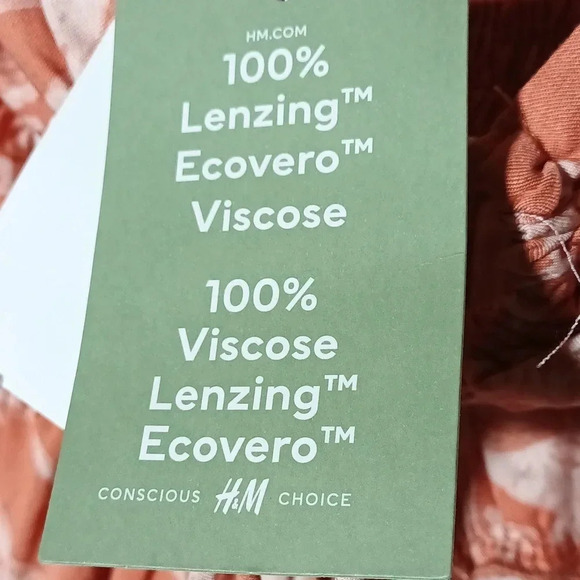 HM.COM
100%
Lenzing™
Ecovero™
Viscose
100%
Viscose
Lenzing™
Ecovero™
CONSCIOUS H&M CHOICE